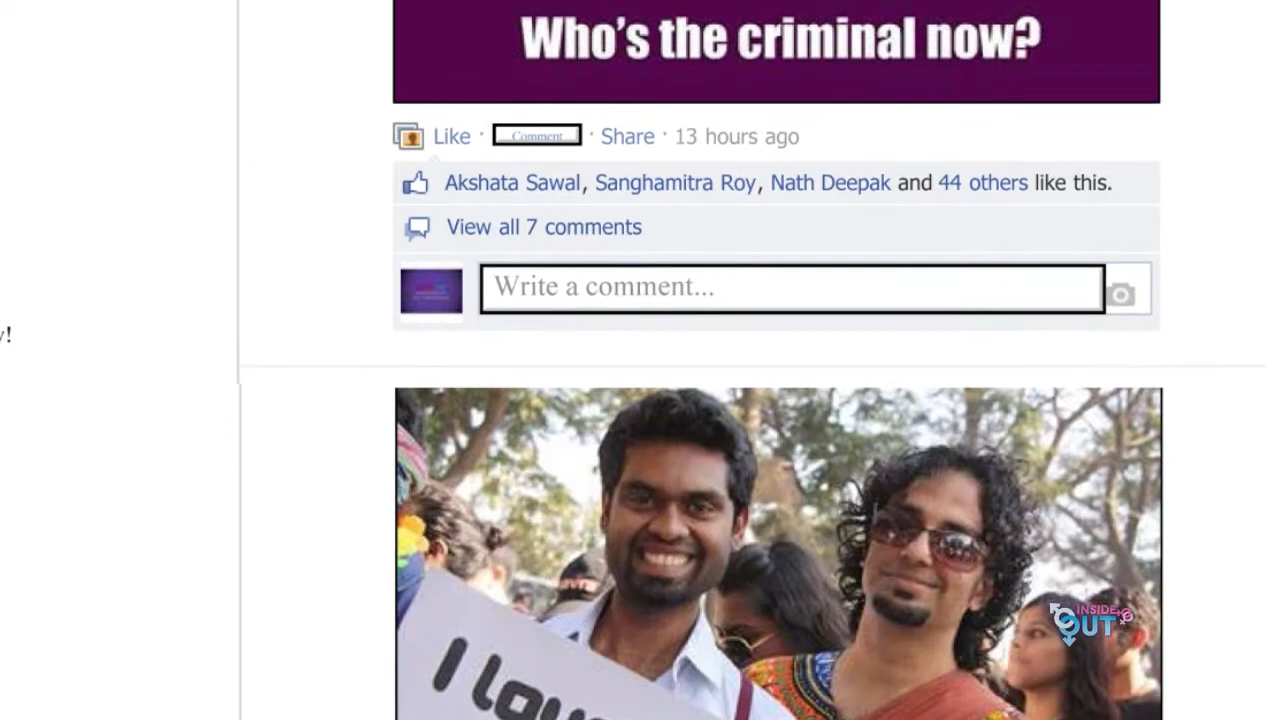 Who's the criminal now?
Like · Comment · Share · 13 hours ago
Akshata Sawal, Sanghamitra Roy, Nath Deepak and 44 others like this.
View all 7 comments
Write a comment...
y!
I love
INSIDE
OUT